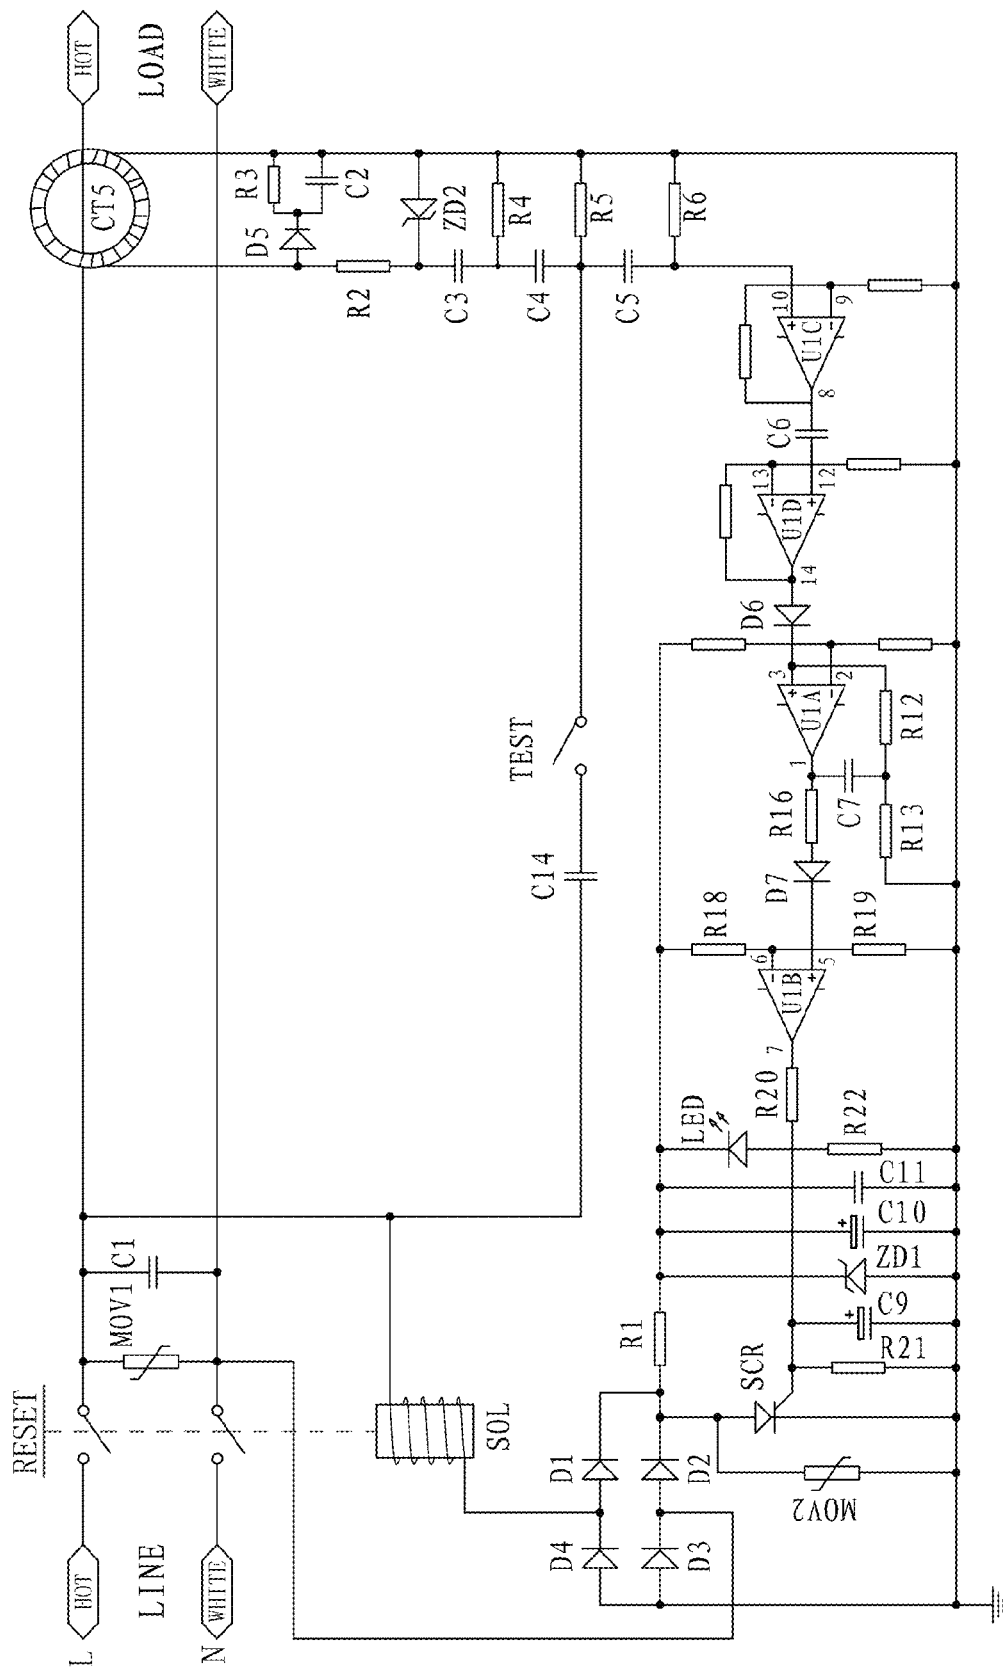 L
HOT
LINE
WHITE
N
RESET
MOV1
C1
HOT
LOAD
WHITE
CT5
SOL
C14
TEST
D5
R3
C2
R2
ZD2
C3
R4
C4
R5
C5
R6
D4
D1
D3
D2
R1
MOV2
SCR
R21
C9
ZD1
C10
C11
LED
R22
R20
7
U1B
6
5
R18
R19
D7
R16
C7
R13
R12
1
U1A
3
2
D6
14
U1D
13
12
C6
8
U1C
10
9